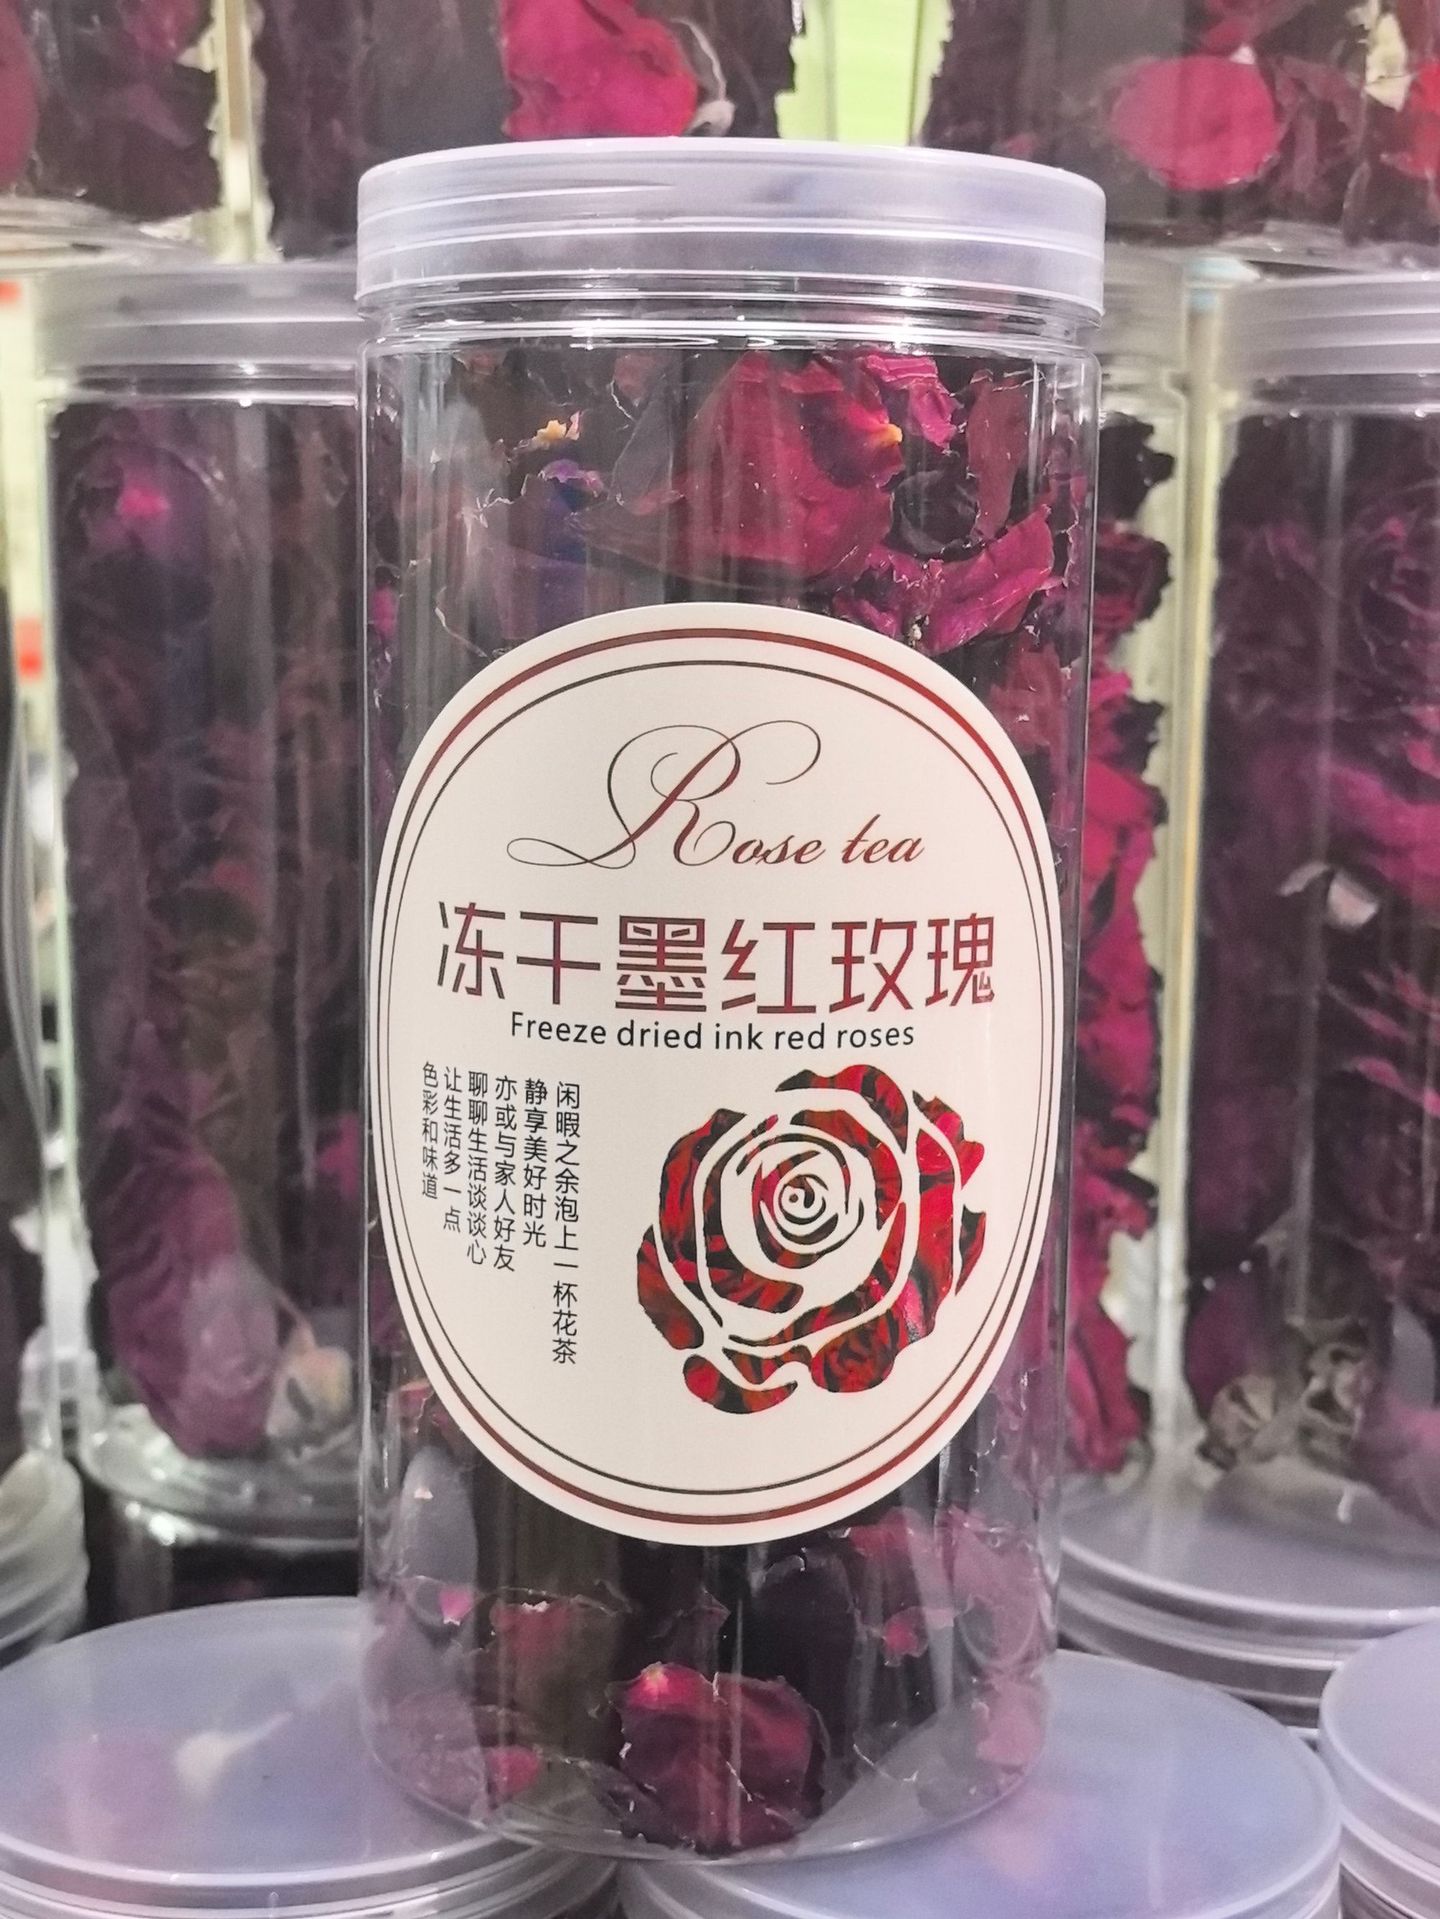 Rose tea
冻干墨红玫瑰
Freeze dried ink red roses
闲暇之余泡上一杯花茶
静享美好时光
亦或与家人好友
聊聊生活谈谈心
让生活多一点
色彩和味道